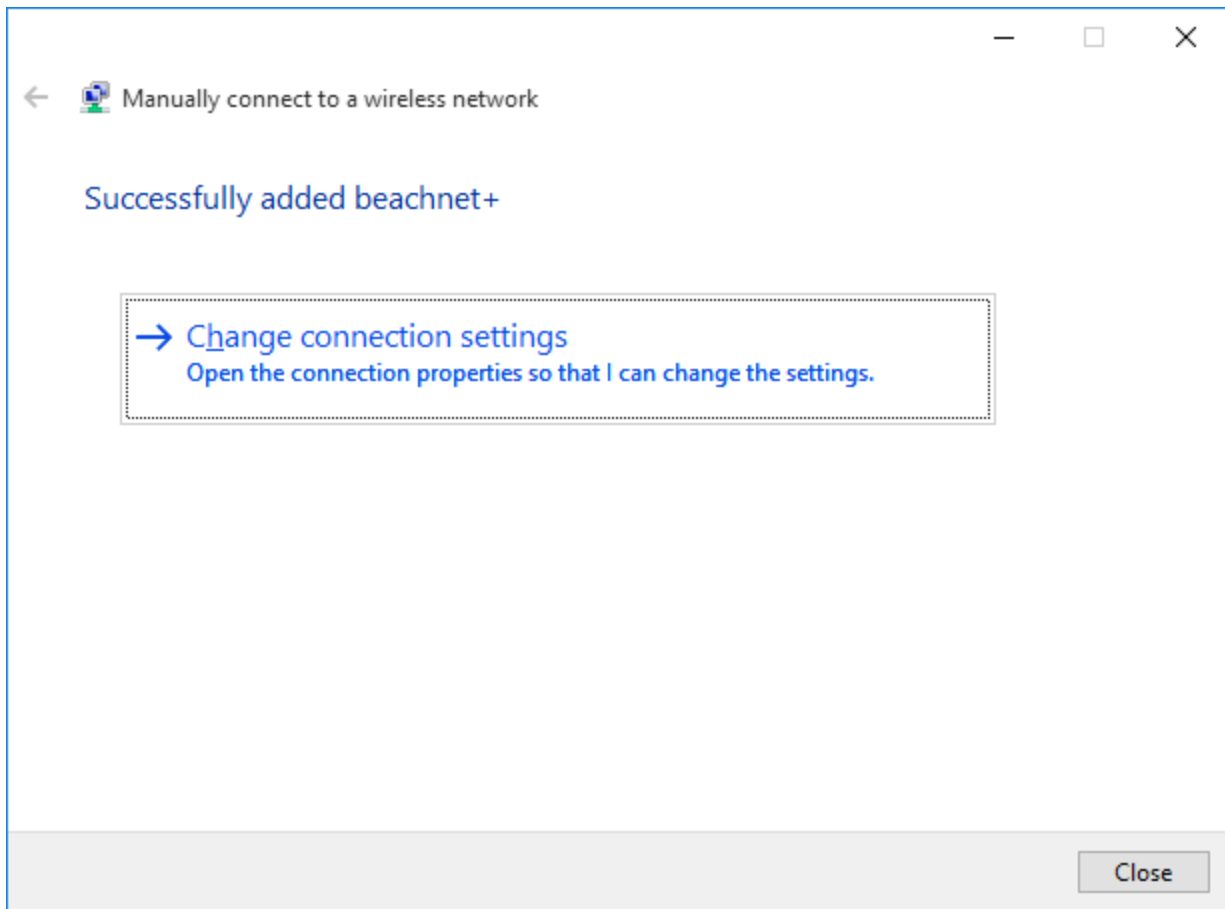 Manually connect to a wireless network
Successfully added beachnet+
Change connection settings
Open the connection properties so that I can change the settings.
Close